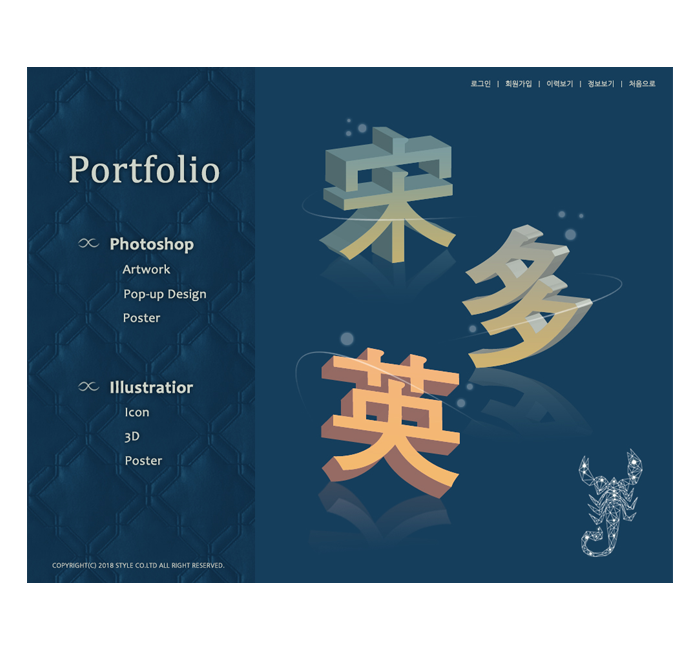 로그인 | 회원가입 | 이력보기 | 정보보기 | 처음으로
Portfolio
Photoshop
Artwork
Pop-up Design
Poster
Illustratior
Icon
3D
Poster
COPYRIGHT(C) 2018 STYLE CO.LTD ALL RIGHT RESERVED.
宋
多
英